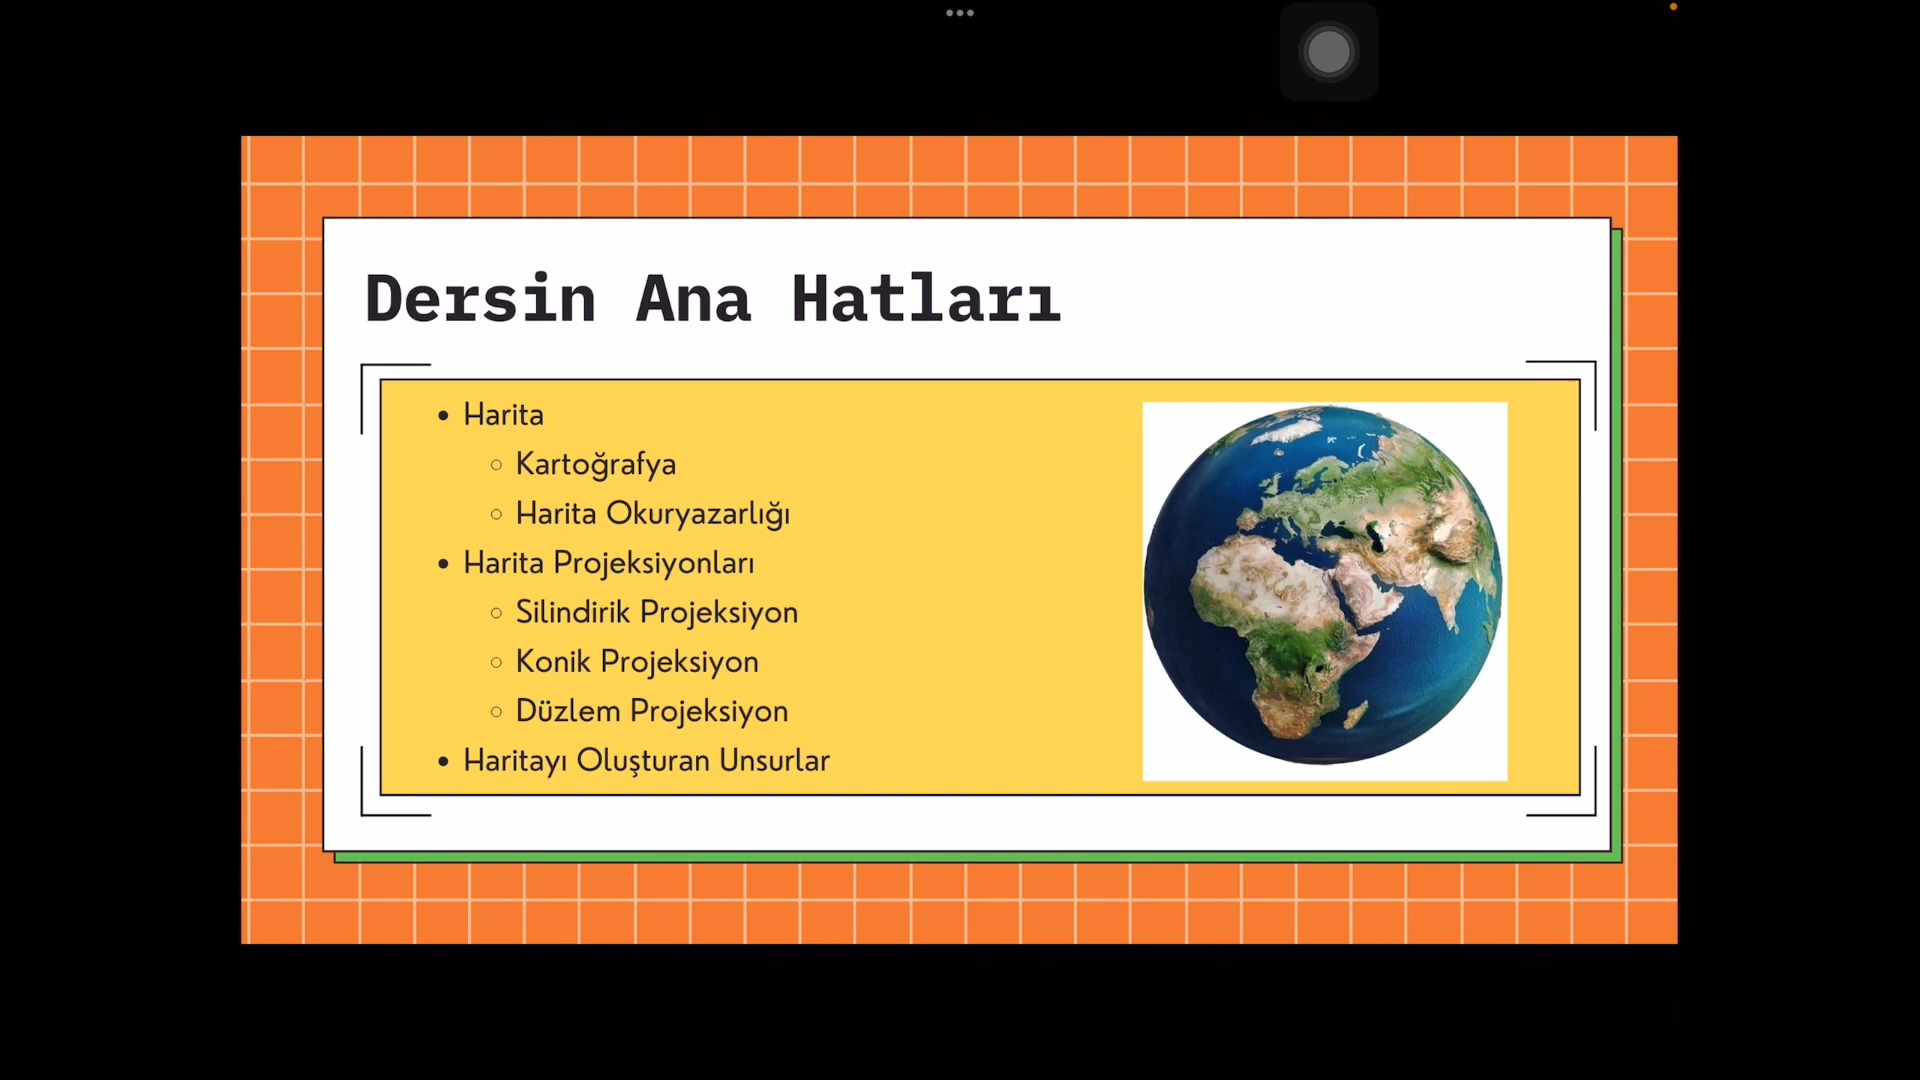 Dersin Ana Hatları
Harita
Kartoğrafya
Harita Okuryazarlığı
Harita Projeksiyonları
Silindirik Projeksiyon
Konik Projeksiyon
Düzlem Projeksiyon
Haritayı Oluşturan Unsurlar